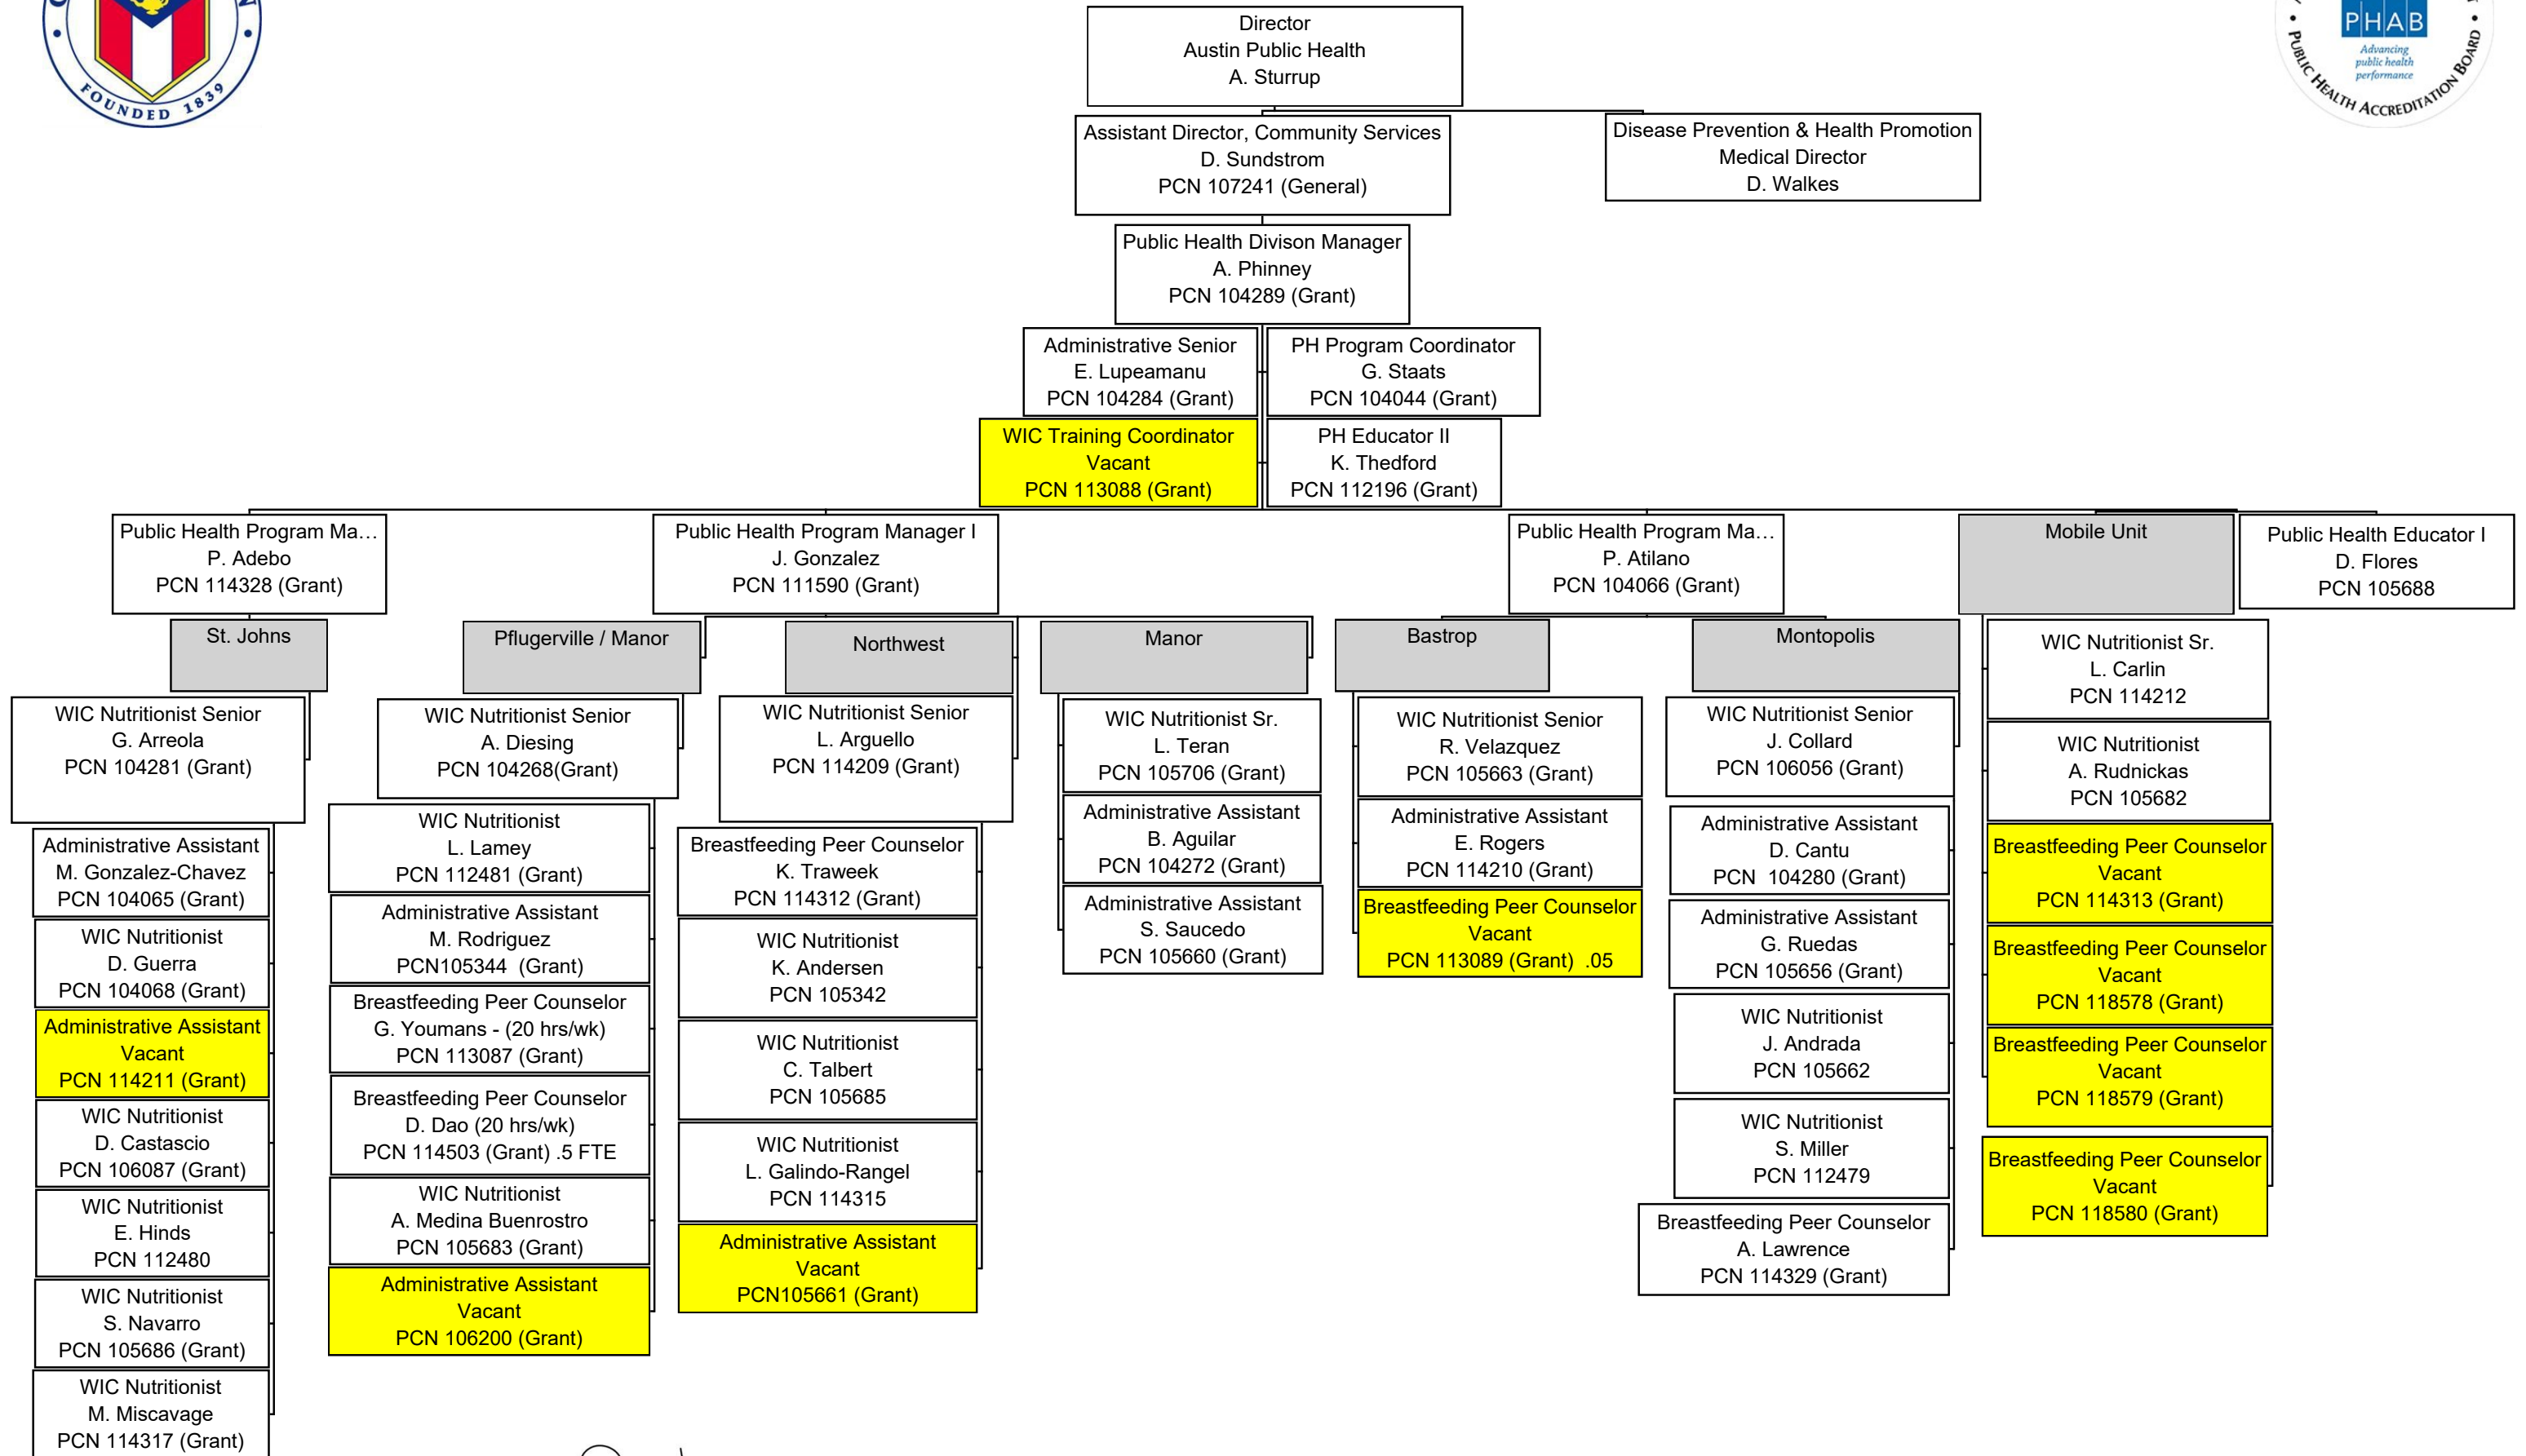 FOUNDED 1839
PHAB
Advancing
public health
performance
PUBLIC HEALTH ACCREDITATION BOARD
Director
Austin Public Health
A. Sturrup
Assistant Director, Community Services
D. Sundstrom
PCN 107241 (General)
Disease Prevention & Health Promotion
Medical Director
D. Walkes
Public Health Divison Manager
A. Phinney
PCN 104289 (Grant)
Administrative Senior
E. Lupeamanu
PCN 104284 (Grant)
PH Program Coordinator
G. Staats
PCN 104044 (Grant)
WIC Training Coordinator
Vacant
PCN 113088 (Grant)
PH Educator II
K. Thedford
PCN 112196 (Grant)
Public Health Program Ma…
P. Adebo
PCN 114328 (Grant)
Public Health Program Manager I
J. Gonzalez
PCN 111590 (Grant)
Public Health Program Ma…
P. Atilano
PCN 104066 (Grant)
Mobile Unit
Public Health Educator I
D. Flores
PCN 105688
St. Johns
WIC Nutritionist Senior
G. Arreola
PCN 104281 (Grant)
Administrative Assistant
M. Gonzalez-Chavez
PCN 104065 (Grant)
WIC Nutritionist
D. Guerra
PCN 104068 (Grant)
Administrative Assistant
Vacant
PCN 114211 (Grant)
WIC Nutritionist
D. Castascio
PCN 106087 (Grant)
WIC Nutritionist
E. Hinds
PCN 112480
WIC Nutritionist
S. Navarro
PCN 105686 (Grant)
WIC Nutritionist
M. Miscavage
PCN 114317 (Grant)
Pflugerville / Manor
WIC Nutritionist Senior
A. Diesing
PCN 104268(Grant)
WIC Nutritionist
L. Lamey
PCN 112481 (Grant)
Administrative Assistant
M. Rodriguez
PCN105344  (Grant)
Breastfeeding Peer Counselor
G. Youmans - (20 hrs/wk)
PCN 113087 (Grant)
Breastfeeding Peer Counselor
D. Dao (20 hrs/wk)
PCN 114503 (Grant) .5 FTE
WIC Nutritionist
A. Medina Buenrostro
PCN 105683 (Grant)
Administrative Assistant
Vacant
PCN 106200 (Grant)
Northwest
WIC Nutritionist Senior
L. Arguello
PCN 114209 (Grant)
Breastfeeding Peer Counselor
K. Traweek
PCN 114312 (Grant)
WIC Nutritionist
K. Andersen
PCN 105342
WIC Nutritionist
C. Talbert
PCN 105685
WIC Nutritionist
L. Galindo-Rangel
PCN 114315
Administrative Assistant
Vacant
PCN105661 (Grant)
Manor
WIC Nutritionist Sr.
L. Teran
PCN 105706 (Grant)
Administrative Assistant
B. Aguilar
PCN 104272 (Grant)
Administrative Assistant
S. Saucedo
PCN 105660 (Grant)
Bastrop
WIC Nutritionist Senior
R. Velazquez
PCN 105663 (Grant)
Administrative Assistant
E. Rogers
PCN 114210 (Grant)
Breastfeeding Peer Counselor
Vacant
PCN 113089 (Grant)  .05
Montopolis
WIC Nutritionist Senior
J. Collard
PCN 106056 (Grant)
Administrative Assistant
D. Cantu
PCN  104280 (Grant)
Administrative Assistant
G. Ruedas
PCN 105656 (Grant)
WIC Nutritionist
J. Andrada
PCN 105662
WIC Nutritionist
S. Miller
PCN 112479
Breastfeeding Peer Counselor
A. Lawrence
PCN 114329 (Grant)
WIC Nutritionist Sr.
L. Carlin
PCN 114212
WIC Nutritionist
A. Rudnickas
PCN 105682
Breastfeeding Peer Counselor
Vacant
PCN 114313 (Grant)
Breastfeeding Peer Counselor
Vacant
PCN 118578 (Grant)
Breastfeeding Peer Counselor
Vacant
PCN 118579 (Grant)
Breastfeeding Peer Counselor
Vacant
PCN 118580 (Grant)